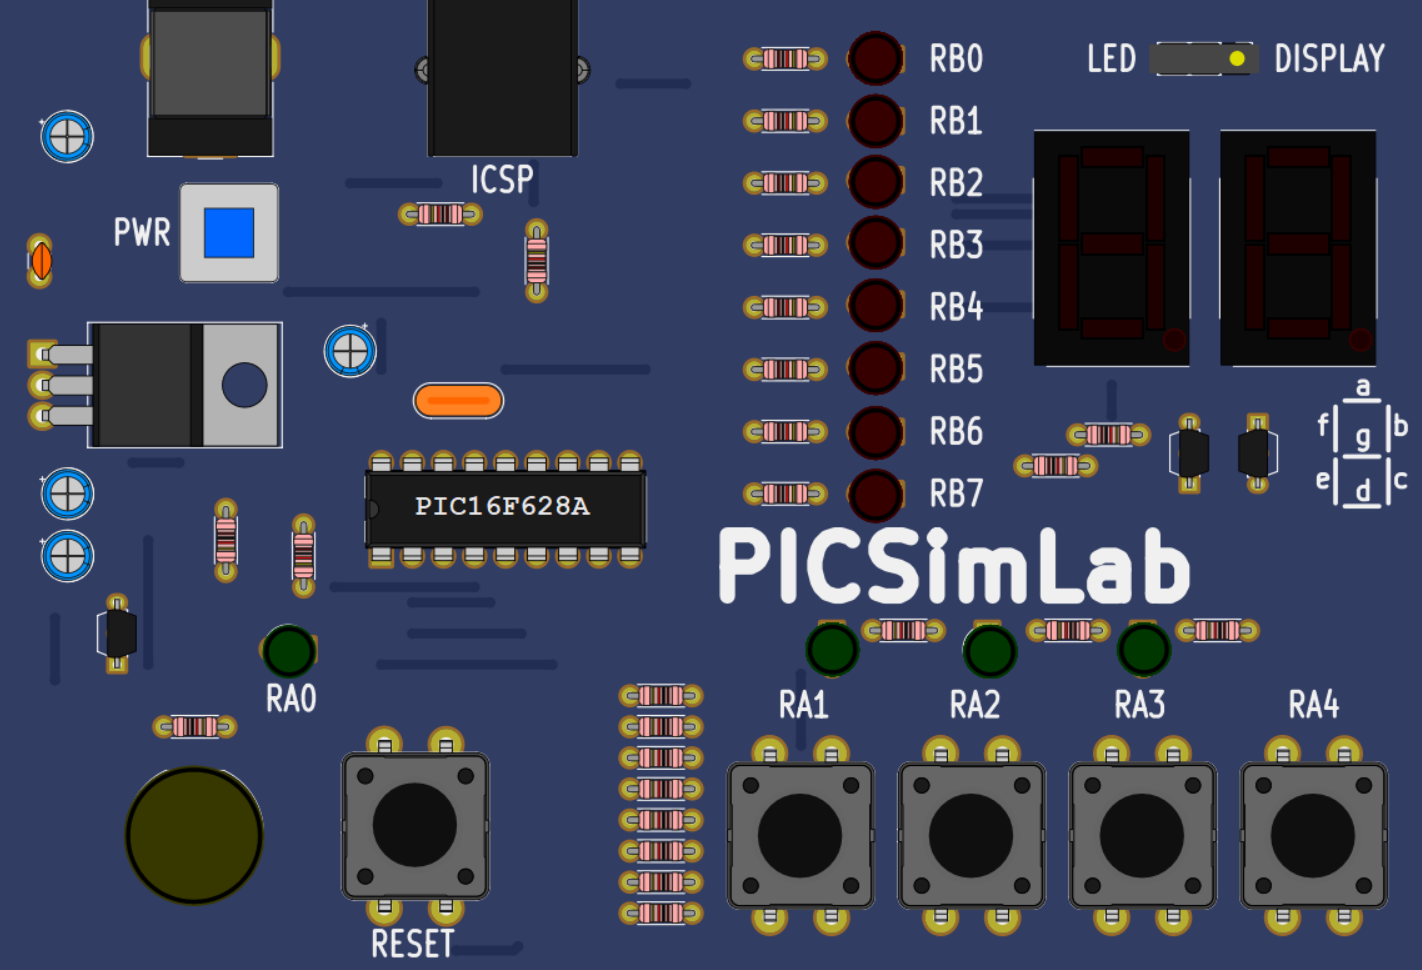 RB0
LED DISPLAY
RB1
ICSP
RB2
PWR
RB3
RB4
RB5
a
f b
g
RB6
e c
d
RB7
PIC16F628A
PICSimLab
RA0
RA1
RA2
RA3
RA4
RESET